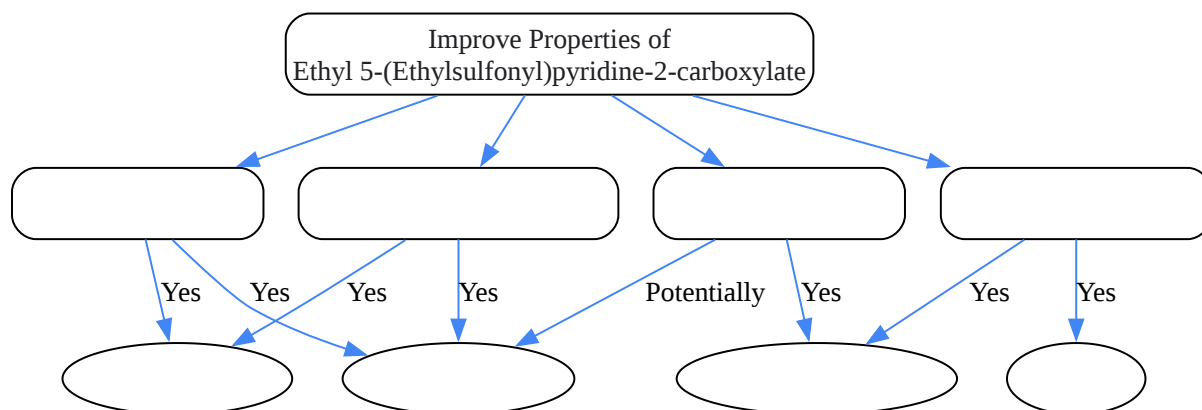 Improve Properties of
Ethyl 5-(Ethylsulfonyl)pyridine-2-carboxylate
Yes
Yes
Yes
Yes
Potentially
Yes
Yes
Yes